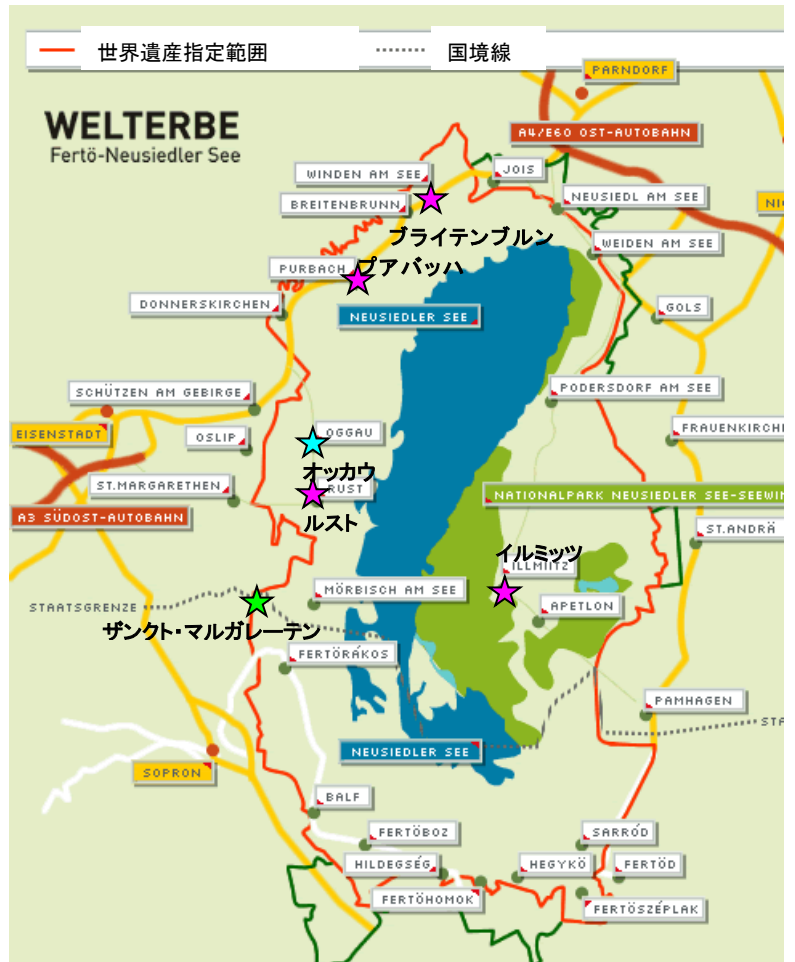 世界遺産指定範囲
国境線
PARNDORF
WELTERBE
Fertö-Neusiedler See
A4/E60 OST-AUTOBAHN
WINDEN AM SEE
JOIS
BREITENBRUNN
NEUSIEDL AM SEE
ブライテンブルン
WEIDEN AM SEE
PURBACH
プアバッハ
DONNERSKIRCHEN
NEUSIEDLER SEE
GOLS
SCHÜTZEN AM GEBIRGE
PODERSDORF AM SEE
EISENSTADT
OSLIP
OGGAU
FRAUENKIRCH
オッカウ
ST.MARGARETHEN
RUST
NATIONALPARK NEUSIEDLER SEE-SEEWIN
A3 SÜDOST-AUTOBAHN
ルスト
ST.ANDRÄ
イルミッツ
ILLMITZ
STAATSGRENZE
MÖRBISCH AM SEE
APETLON
ザンクト・マルガレーテン
FERTÖRÁKOS
PAMHAGEN
STA
NEUSIEDLER SEE
SOPRON
BALF
FERTÖBOZ
SARRÓD
HILDEGSÉG
HEGYKÖ
FERTÖD
FERTÖHOMOK
FERTÖSZÉPLAK